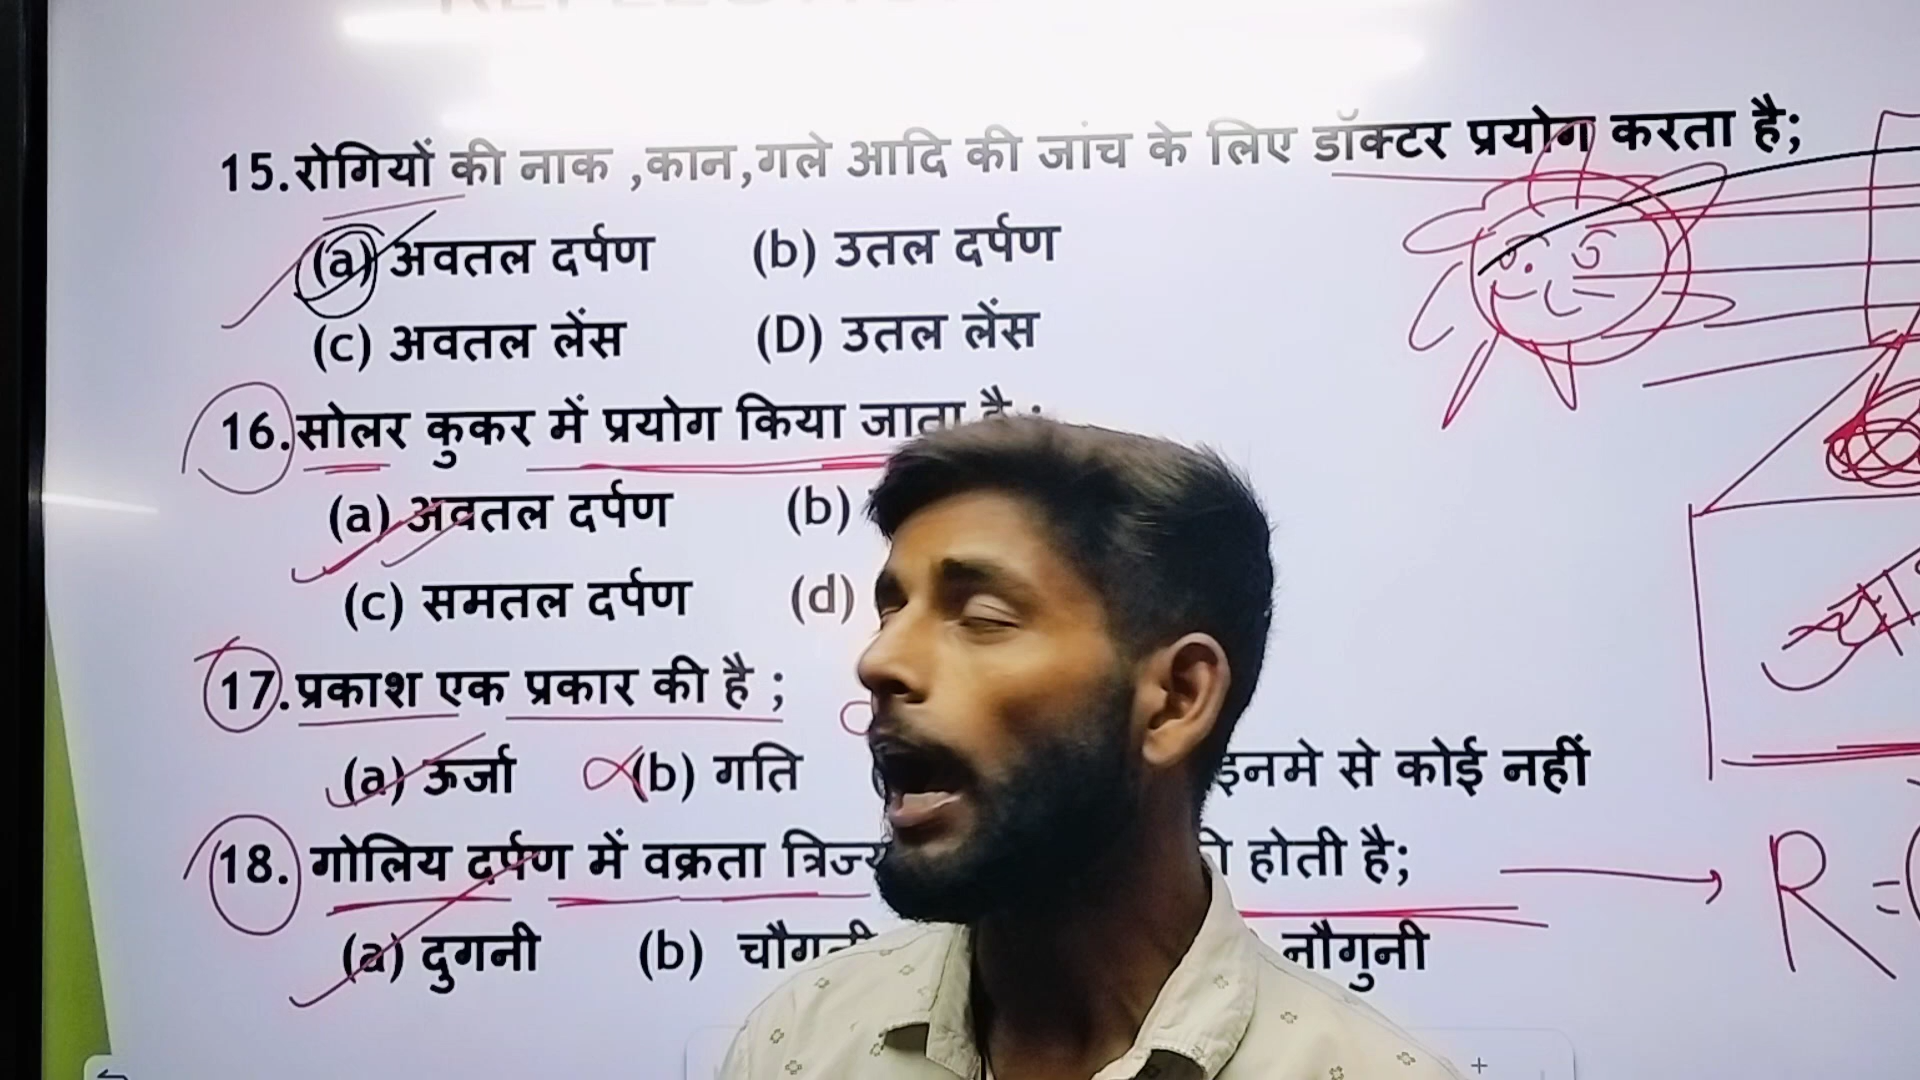 15.रोगियों की नाक ,कान,गले आदि की जांच के लिए डॉक्टर प्रयोग करता है;
(a) अवतल दर्पण (b) उतल दर्पण
(c) अवतल लेंस (D) उतल लेंस
16.सोलर कुकर में प्रयोग किया जाता है ;
(a) अवतल दर्पण (b)
(c) समतल दर्पण (d)
17.प्रकाश एक प्रकार की है ;
(a) ऊर्जा (b) गति इनमे से कोई नहीं
18. गोलिय दर्पण में वक्रता होती है; R =
(a) दुगनी (b) नौगुनी